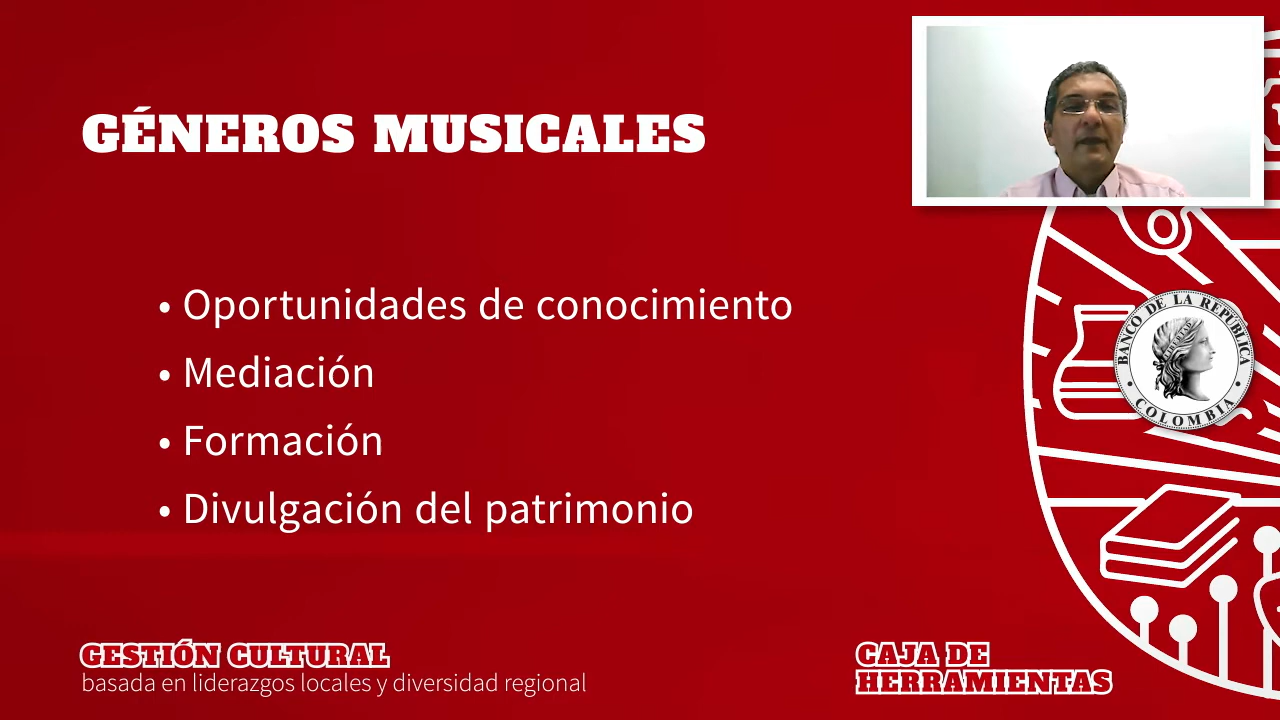 GÉNEROS MUSICALES
• Oportunidades de conocimiento
• Mediación
• Formación
• Divulgación del patrimonio
BANCO DE LA REPÚBLICA
LIBERTAD
• COLOMBIA •
GESTIÓN CULTURAL
basada en liderazgos locales y diversidad regional
CAJA DE
HERRAMIENTAS